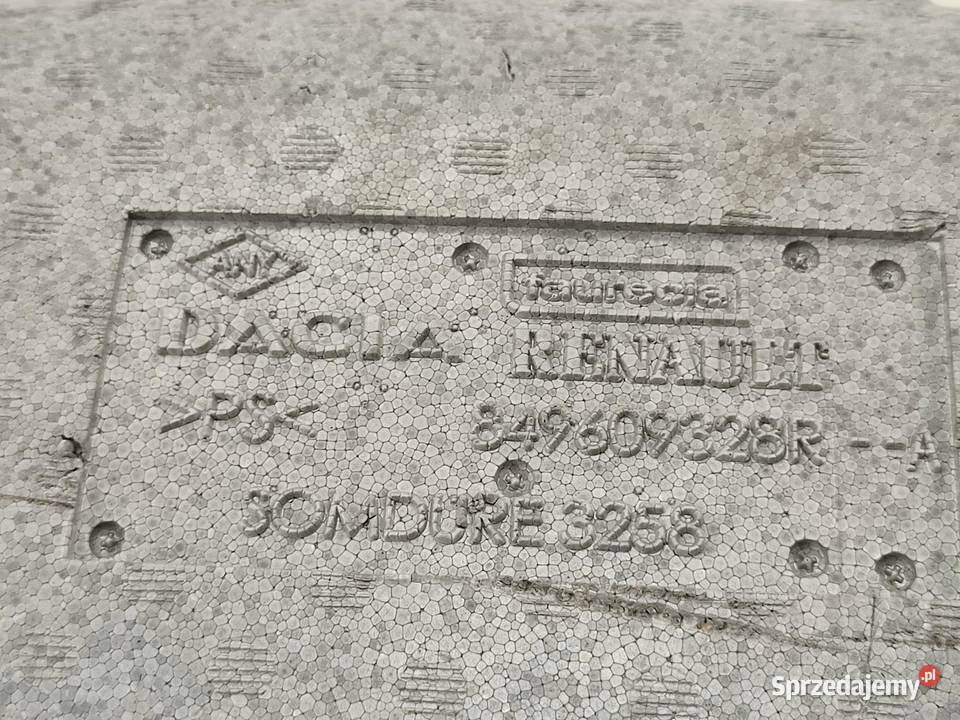 faurecia
DACIA RENAULT
>PS< 849609328R--A
SOMDURE 3258
Sprzedajemy.pl